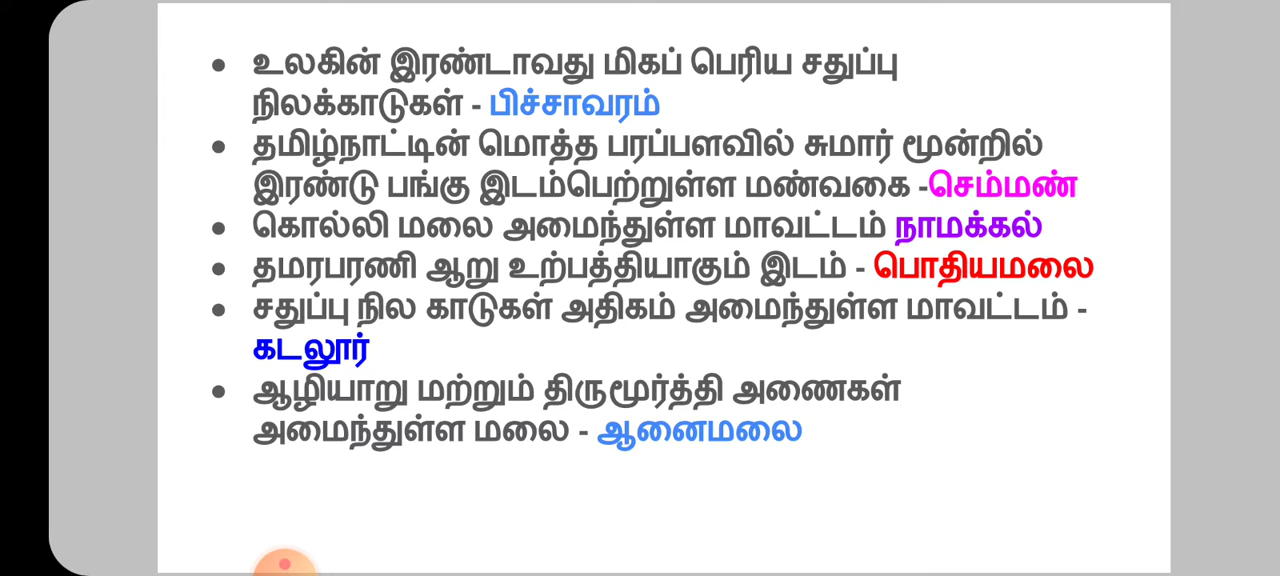 உலகின் இரண்டாவது மிகப் பெரிய சதுப்பு
நிலக்காடுகள் - பிச்சாவரம்
தமிழ்நாட்டின் மொத்த பரப்பளவில் சுமார் மூன்றில்
இரண்டு பங்கு இடம்பெற்றுள்ள மண்வகை -செம்மண்
கொல்லி மலை அமைந்துள்ள மாவட்டம் நாமக்கல்
தமரபரணி ஆறு உற்பத்தியாகும் இடம் - பொதியமலை
சதுப்பு நில காடுகள் அதிகம் அமைந்துள்ள மாவட்டம் -
கடலூர்
ஆழியாறு மற்றும் திருமூர்த்தி அணைகள்
அமைந்துள்ள மலை - ஆனைமலை